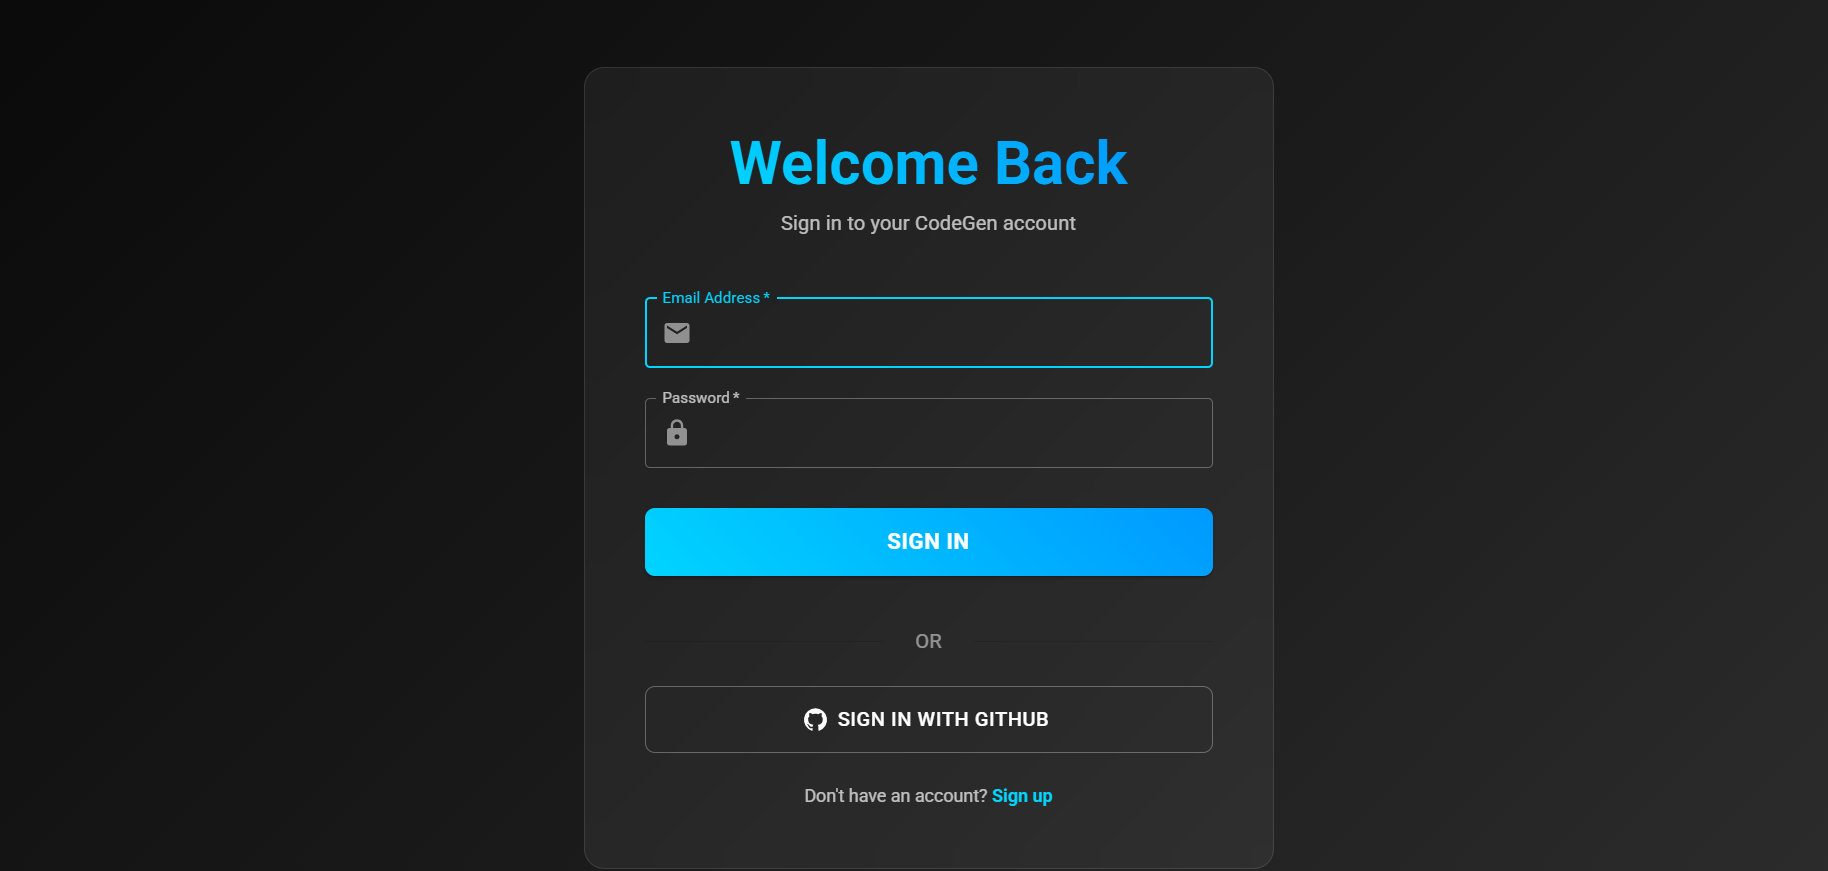 Welcome Back
Sign in to your CodeGen account
Email Address *
Password *
SIGN IN
OR
SIGN IN WITH GITHUB
Don't have an account? Sign up